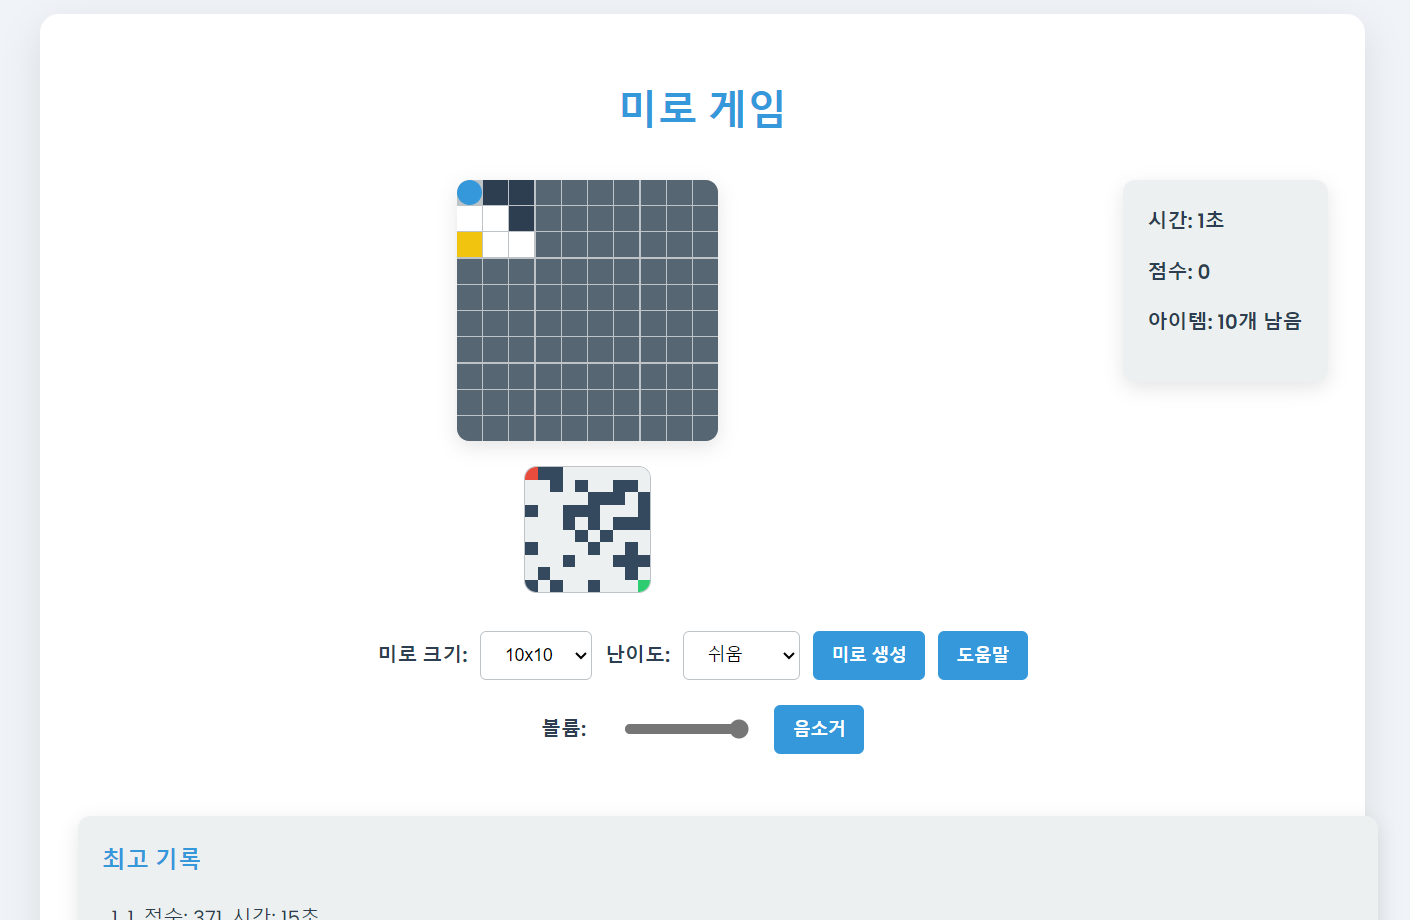 미로 게임
시간: 1초
점수: 0
아이템: 10개 남음
미로 크기: 10x10 난이도: 쉬움 미로 생성 도움말
볼륨: 음소거
최고 기록
1. 1. 점수: 371, 시간: 15초